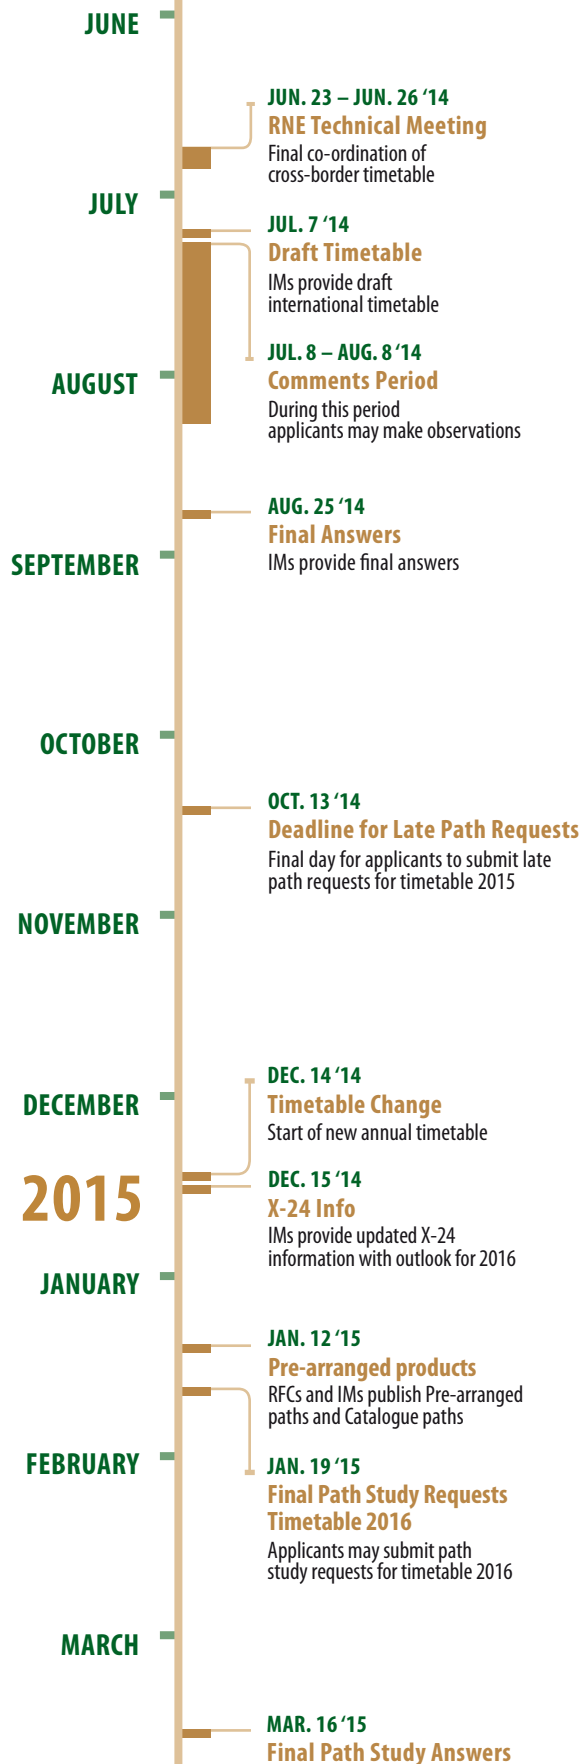 JUNE
JUN. 23 – JUN. 26 ‘14
RNE Technical Meeting
Final co-ordination of
cross-border timetable
JULY
JUL. 7 ‘14
Draft Timetable
IMs provide draft
international timetable
JUL. 8 – AUG. 8 ‘14
AUGUST
Comments Period
During this period
applicants may make observations
AUG. 25 ‘14
Final Answers
IMs provide final answers
SEPTEMBER
OCTOBER
OCT. 13 ‘14
Deadline for Late Path Requests
Final day for applicants to submit late
path requests for timetable 2015
NOVEMBER
DEC. 14 ‘14
DECEMBER
Timetable Change
Start of new annual timetable
2015
DEC. 15 ‘14
X-24 Info
IMs provide updated X-24
information with outlook for 2016
JANUARY
JAN. 12 ‘15
Pre-arranged products
RFCs and IMs publish Pre-arranged
paths and Catalogue paths
FEBRUARY
JAN. 19 ‘15
Final Path Study Requests
Timetable 2016
Applicants may submit path
study requests for timetable 2016
MARCH
MAR. 16 ‘15
Final Path Study Answers